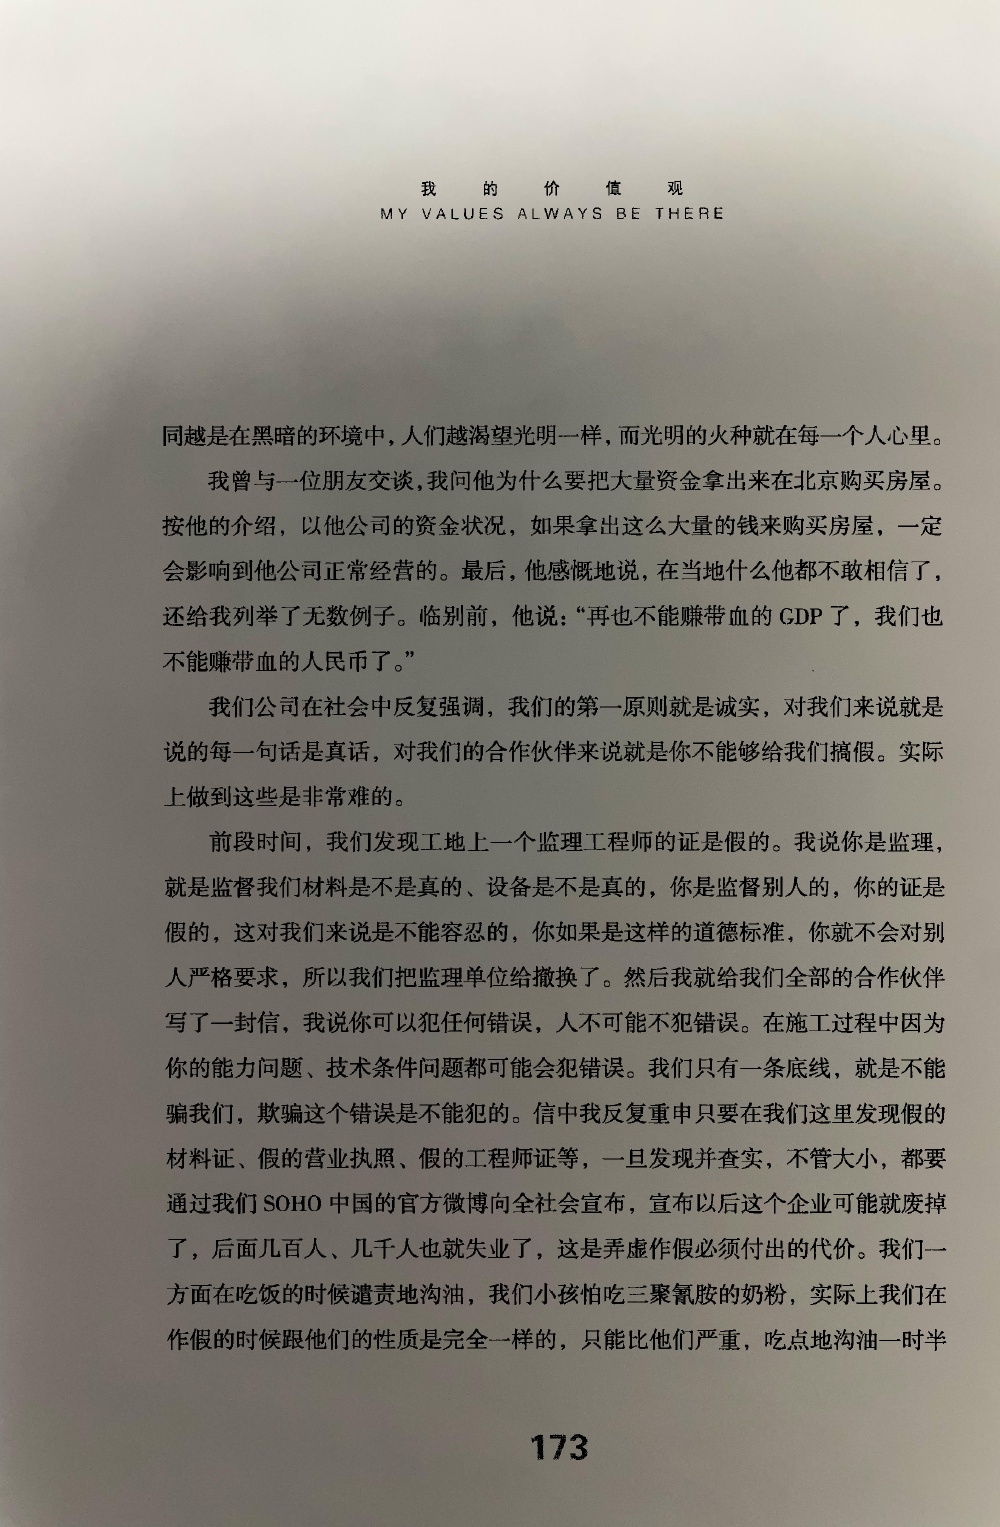 我的价值观
MY VALUES ALWAYS BE THERE
同越是在黑暗的环境中，人们越渴望光明一样，而光明的火种就在每一个人心里。
我曾与一位朋友交谈，我问他为什么要把大量资金拿出来在北京购买房屋。
按他的介绍，以他公司的资金状况，如果拿出这么大量的钱来购买房屋，一定
会影响到他公司正常经营的。最后，他感慨地说，在当地什么他都不敢相信了，
还给我列举了无数例子。临别前，他说：“再也不能赚带血的 GDP 了，我们也
不能赚带血的人民币了。”
我们公司在社会中反复强调，我们的第一原则就是诚实，对我们来说就是
说的每一句话是真话，对我们的合作伙伴来说就是你不能够给我们搞假。实际
上做到这些是非常难的。
前段时间，我们发现工地上一个监理工程师的证是假的。我说你是监理，
就是监督我们材料是不是真的、设备是不是真的，你是监督别人的，你的证是
假的，这对我们来说是不能容忍的，你如果是这样的道德标准，你就不会对别
人严格要求，所以我们把监理单位给撤换了。然后我就给我们全部的合作伙伴
写了一封信，我说你可以犯任何错误，人不可能不犯错误。在施工过程中因为
你的能力问题、技术条件问题都可能会犯错误。我们只有一条底线，就是不能
骗我们，欺骗这个错误是不能犯的。信中我反复重申只要在我们这里发现假的
材料证、假的营业执照、假的工程师证等，一旦发现并查实，不管大小，都要
通过我们 SOHO 中国的官方微博向全社会宣布，宣布以后这个企业可能就废掉
了，后面几百人、几千人也就失业了，这是弄虚作假必须付出的代价。我们一
方面在吃饭的时候谴责地沟油，我们小孩怕吃三聚氰胺的奶粉，实际上我们在
作假的时候跟他们的性质是完全一样的，只能比他们严重，吃点地沟油一时半
173